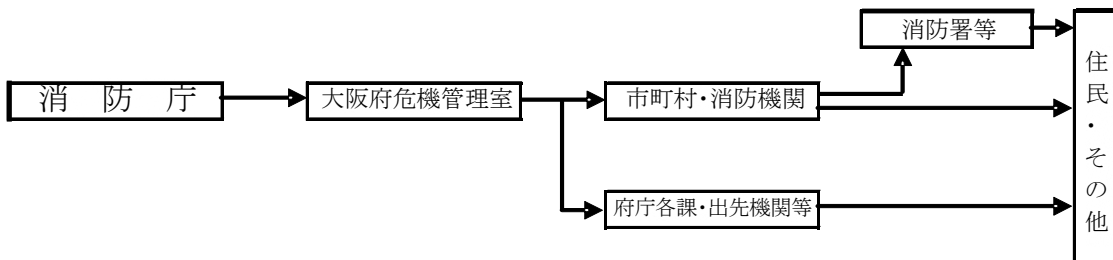 消防署等
消防庁
大阪府危機管理室
市町村・消防機関
府庁各課・出先機関等
住民・その他